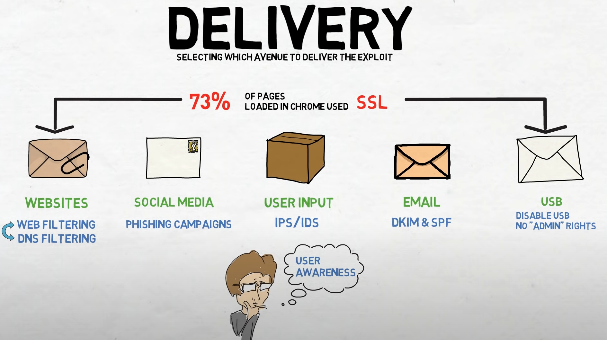 DELIVERY
SELECTING WHICH AVENUE TO DELIVER THE EXPLOIT
73% OF PAGES LOADED IN CHROME USED SSL
WEBSITES
WEB FILTERING
DNS FILTERING
SOCIAL MEDIA
PHISHING CAMPAIGNS
USER INPUT
IPS/IDS
EMAIL
DKIM & SPF
USB
DISABLE USB
NO "ADMIN" RIGHTS
USER
AWARENESS